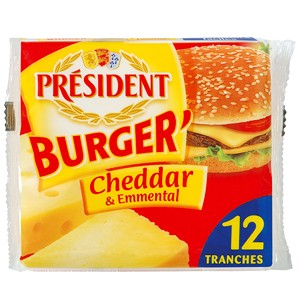 PRÉSIDENT
BURGER'
Cheddar
& Emmental
12
TRANCHES